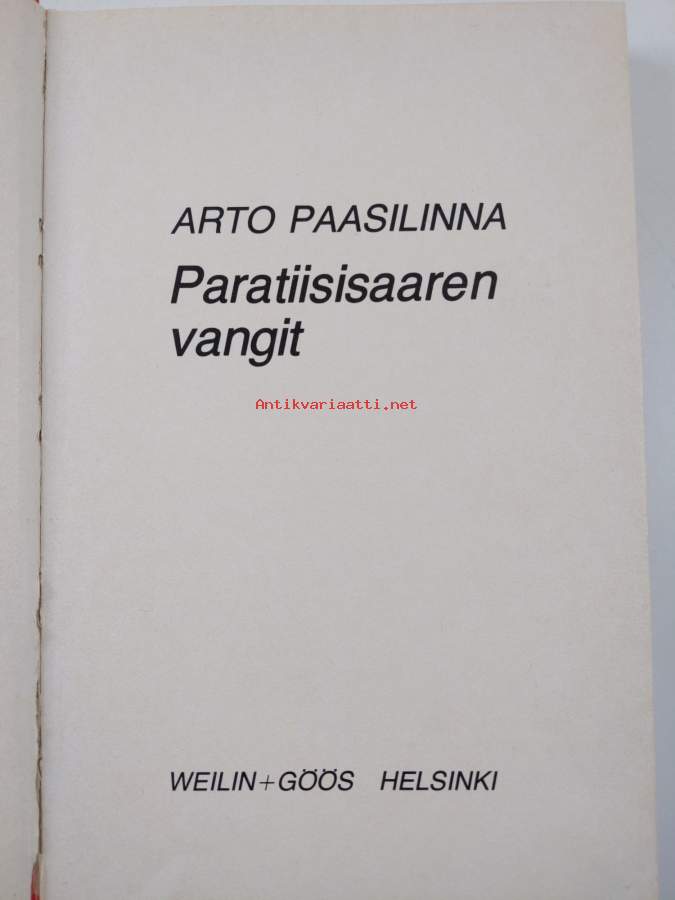 ARTO PAASILINNA
Paratiisisaaren
vangit
Antikvariaatti.net
WEILIN+GÖÖS HELSINKI